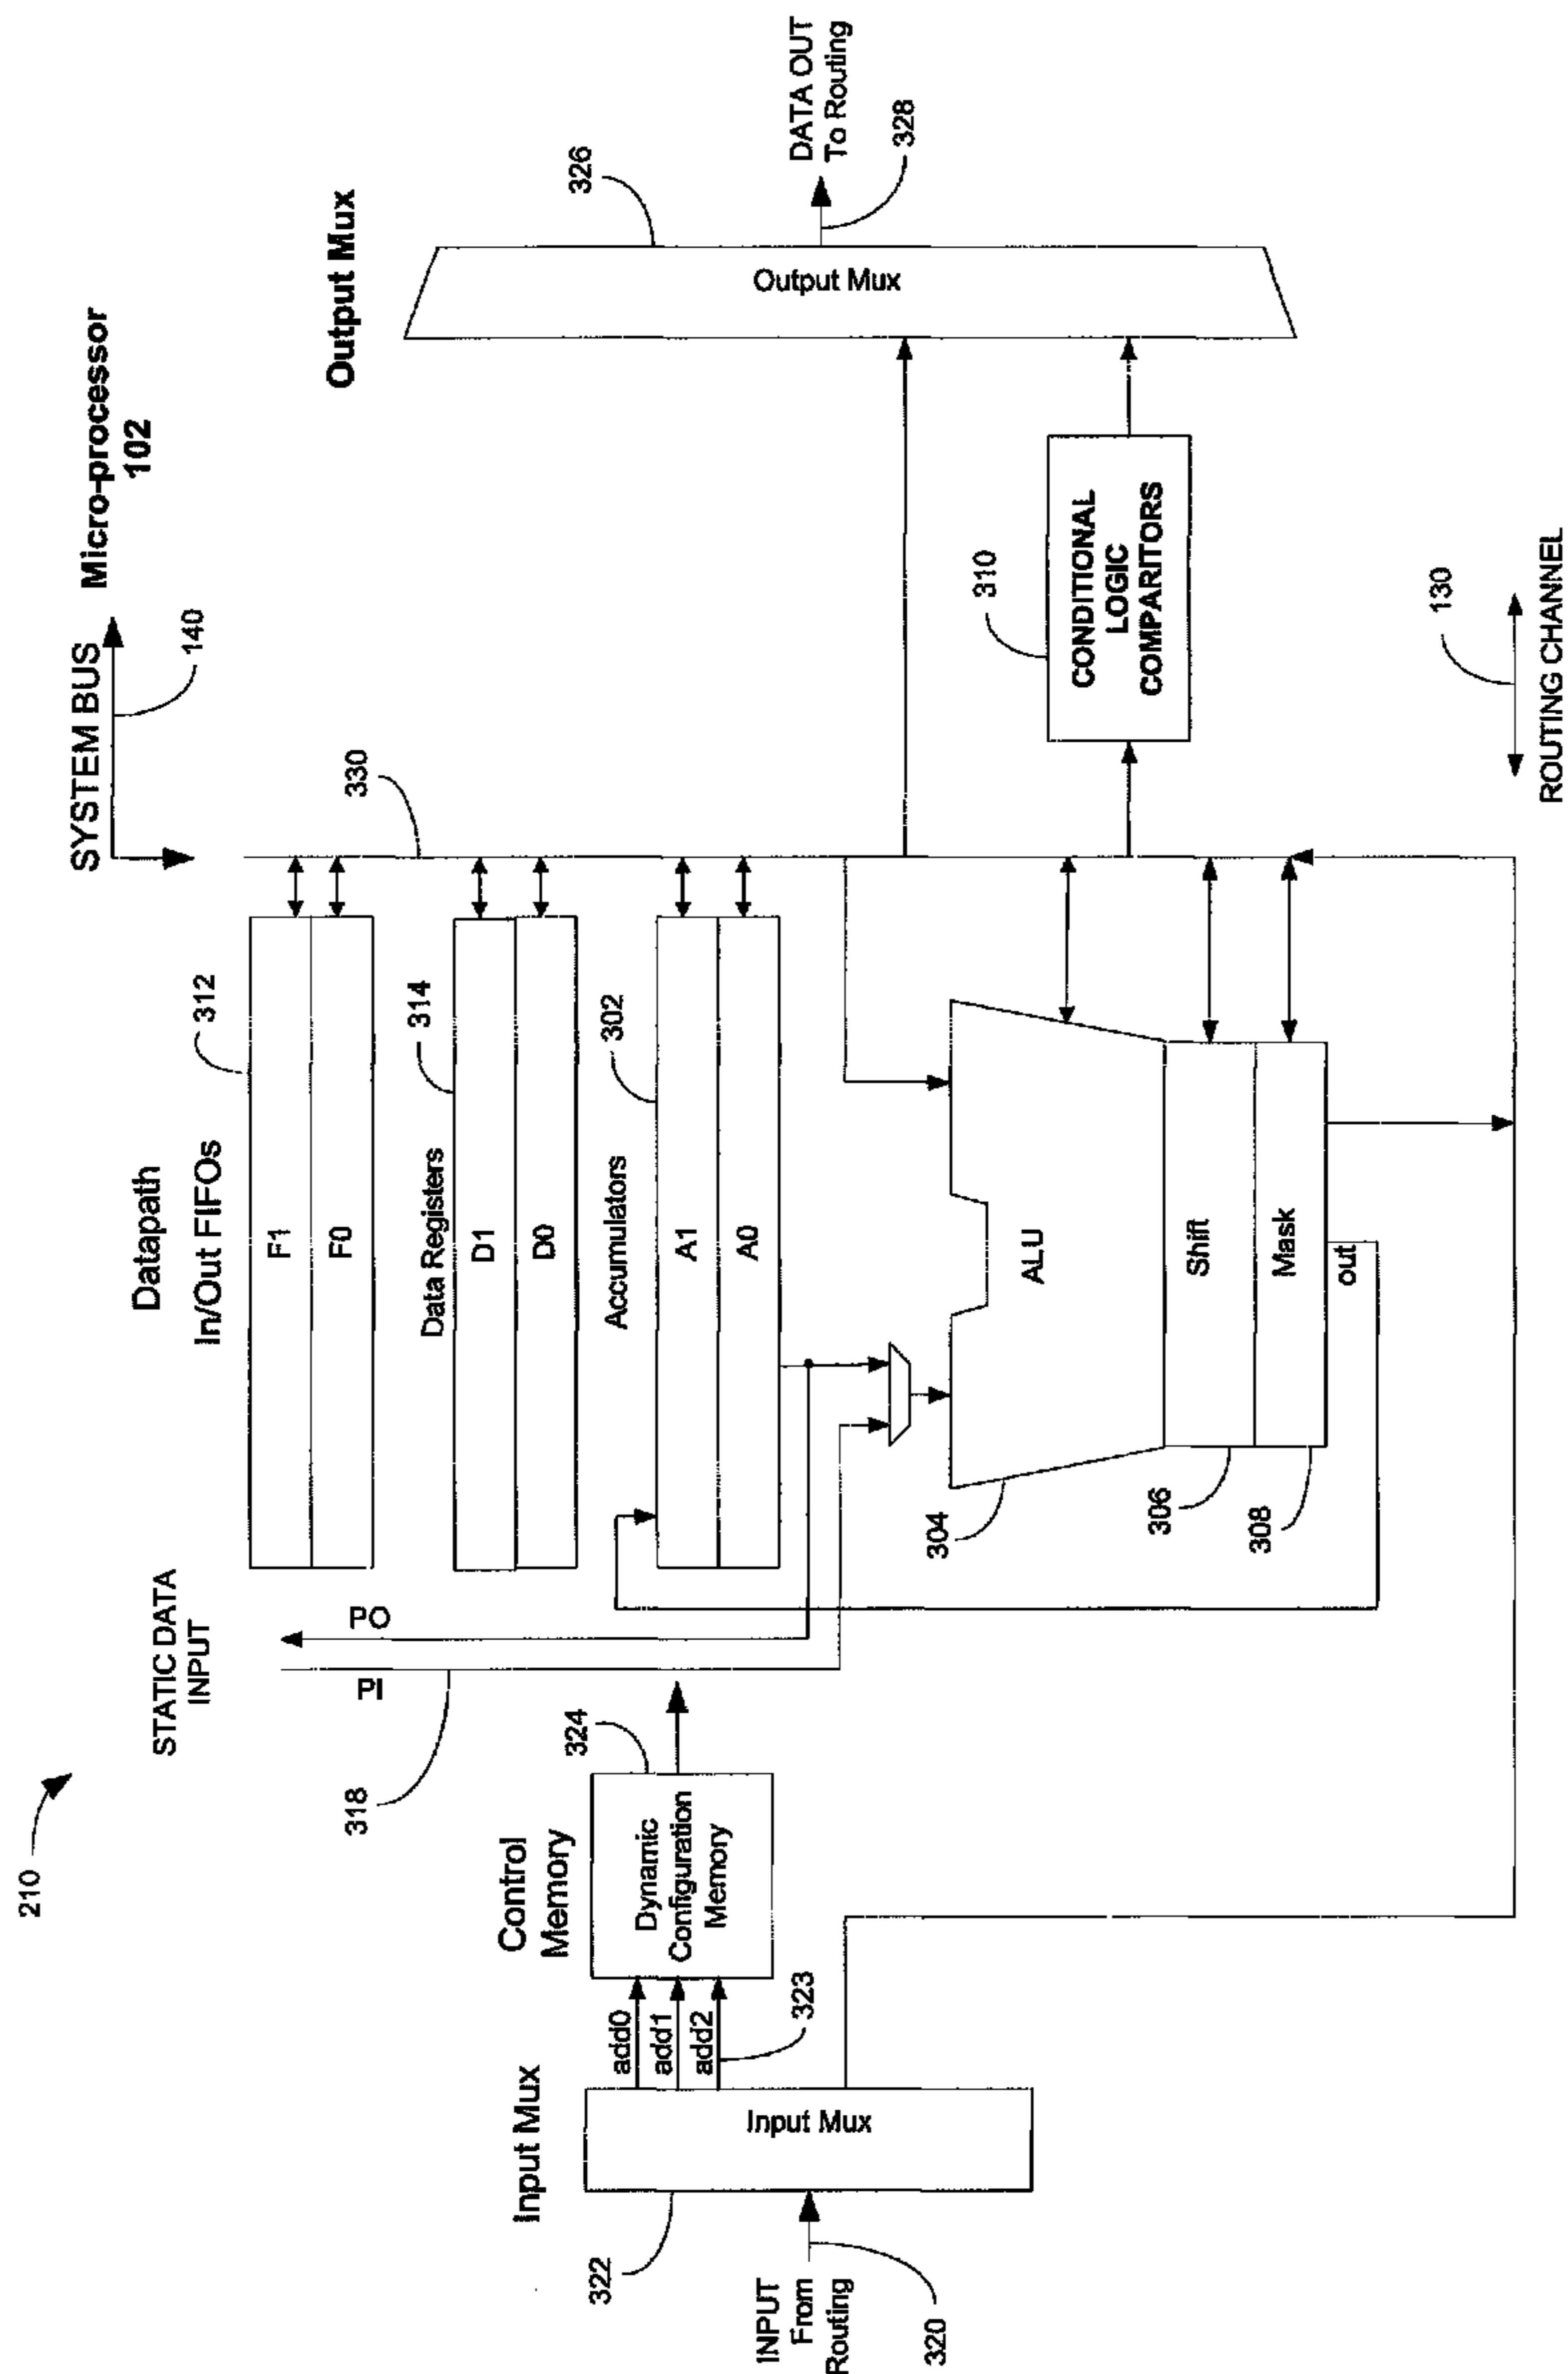 210
SYSTEM BUS
140
Micro-processor
102
STATIC DATA
INPUT
PI
PO
318
Datapath
In/Out FIFOs
312
F1
F0
330
Data Registers
314
D1
D0
Accumulators
302
A1
A0
Output Mux
326
Output Mux
DATA OUT
To Routing
328
Control
Memory
324
Dynamic
Configuration
Memory
Input Mux
add0
add1
add2
323
Input Mux
322
INPUT
From
Routing
320
ALU
304
Shift
306
Mask
308
out
310
CONDITIONAL
LOGIC
COMPARITORS
130
ROUTING CHANNEL